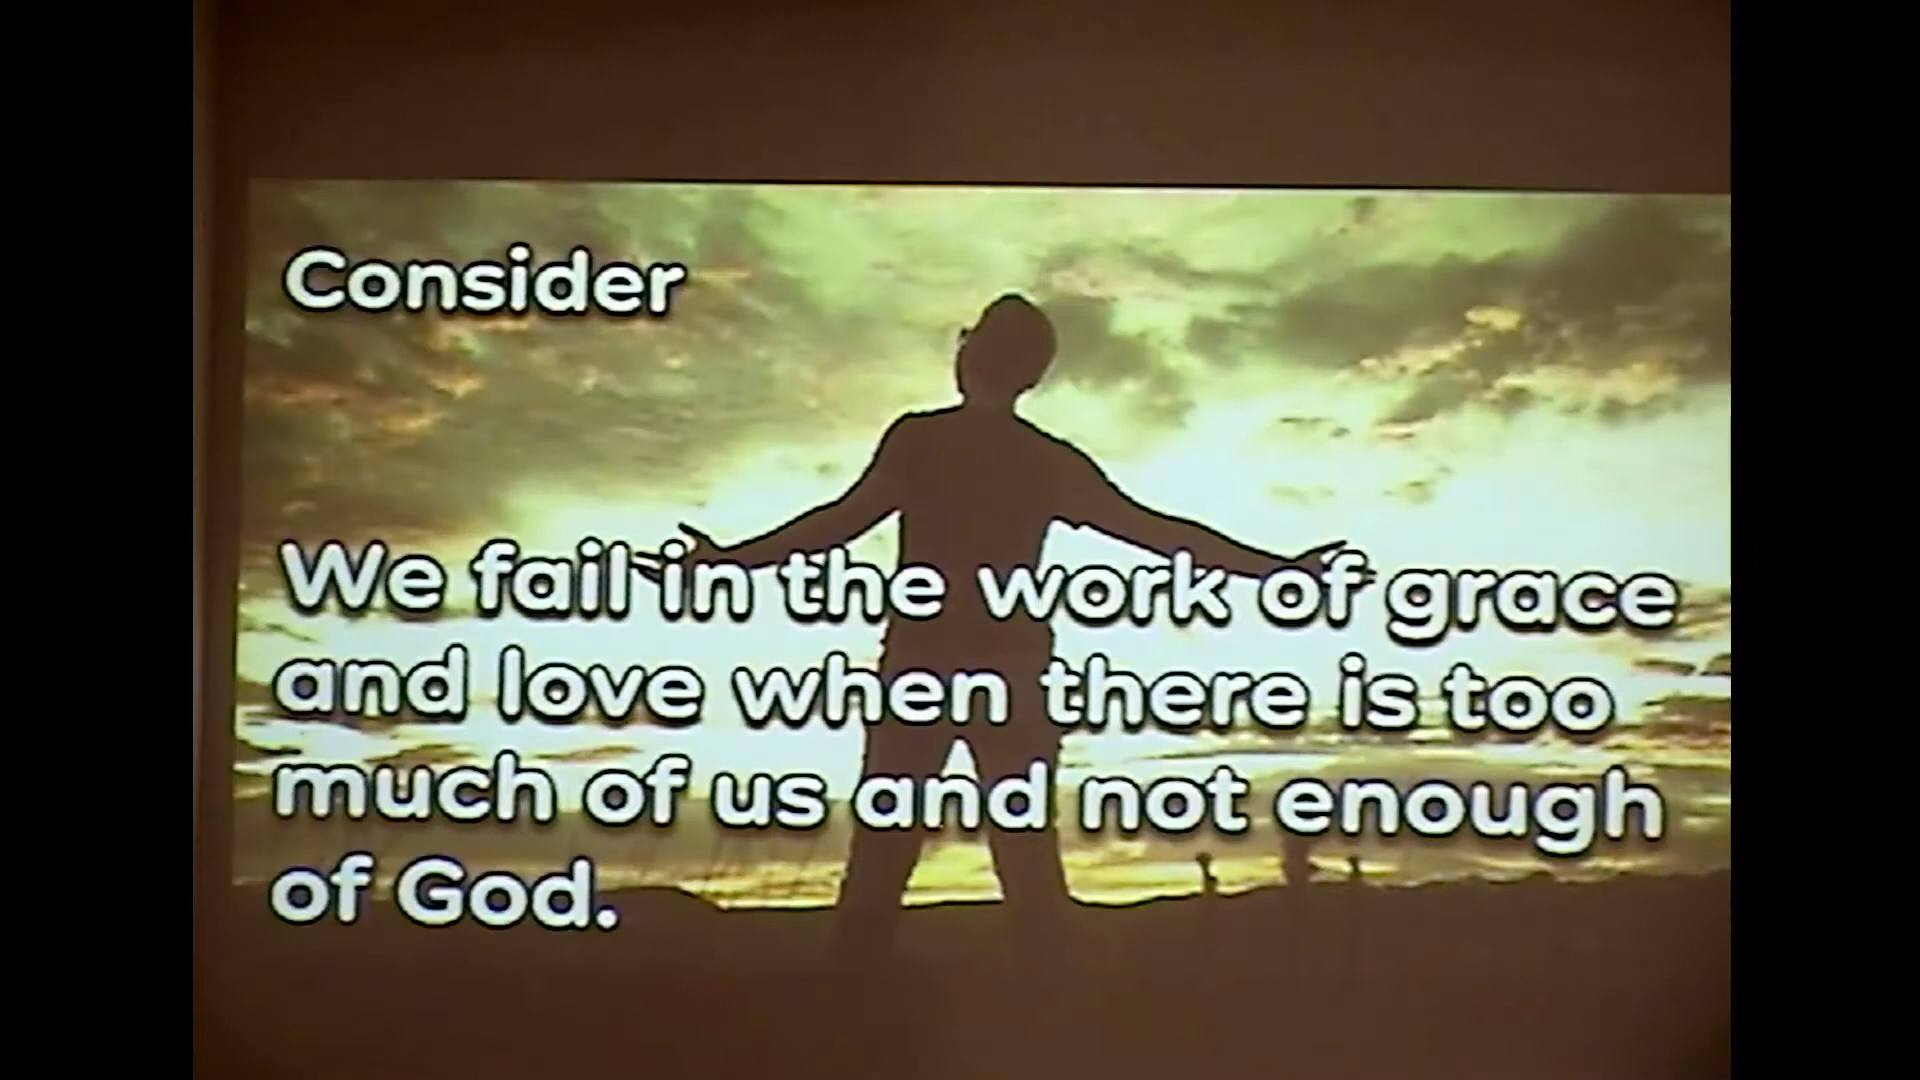 Consider
We fail in the work of grace
and love when there is too
much of us and not enough
of God.